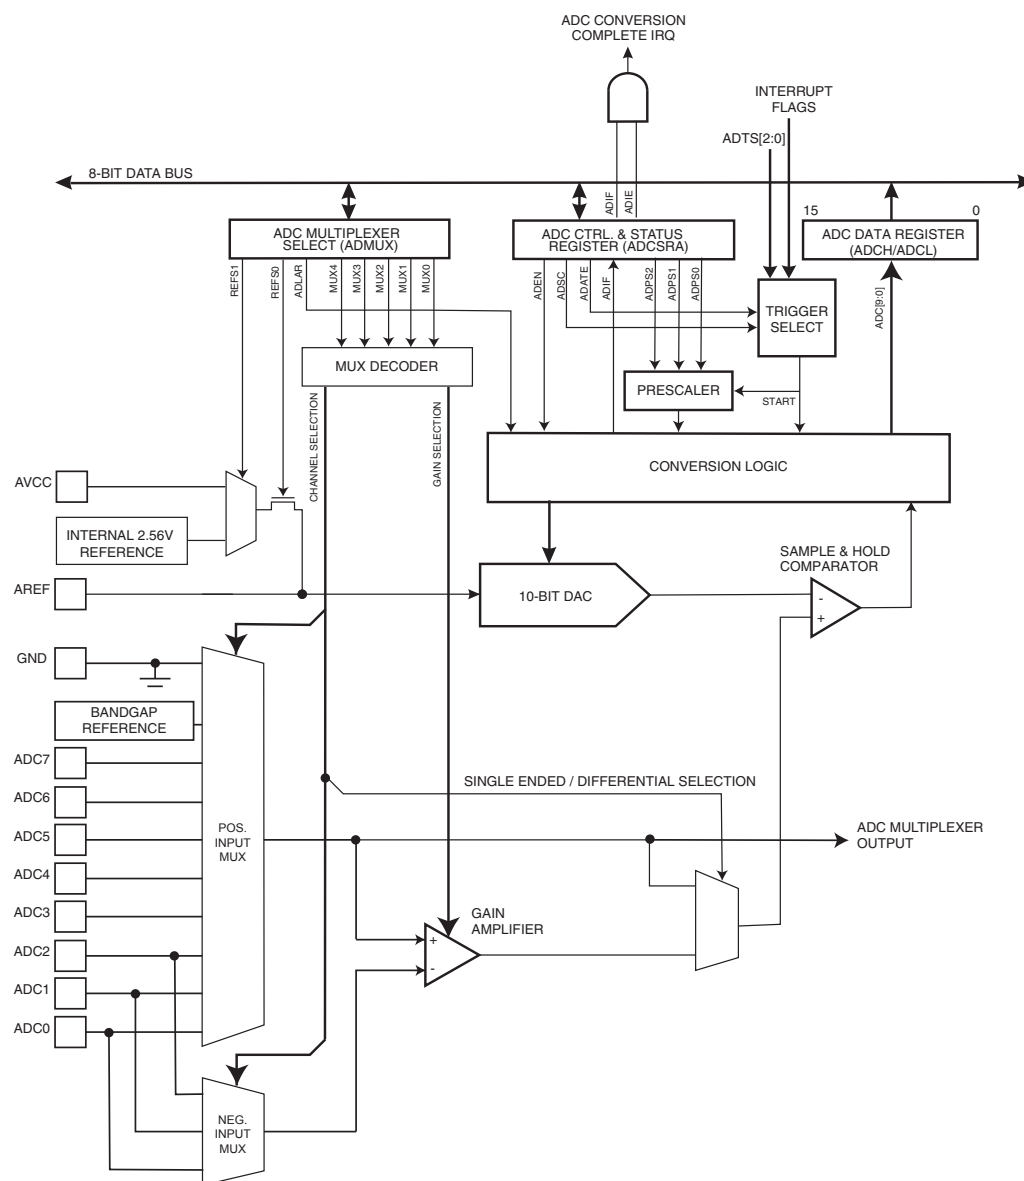 ADC CONVERSION
COMPLETE IRQ
INTERRUPT
FLAGS
ADTS[2:0]
8-BIT DATA BUS
ADIF
ADIE
15
0
ADC MULTIPLEXER
SELECT (ADMUX)
ADC CTRL. & STATUS
REGISTER (ADCSRA)
ADC DATA REGISTER
(ADCH/ADCL)
REFS1
REFS0
ADLAR
MUX4
MUX3
MUX2
MUX1
MUX0
ADEN
ADSC
ADATE
ADIF
ADPS2
ADPS1
ADPS0
ADC[9:0]
TRIGGER
SELECT
MUX DECODER
PRESCALER
START
CHANNEL SELECTION
GAIN SELECTION
CONVERSION LOGIC
AVCC
INTERNAL 2.56V
REFERENCE
SAMPLE & HOLD
COMPARATOR
AREF
10-BIT DAC
-
+
GND
BANDGAP
REFERENCE
ADC7
SINGLE ENDED / DIFFERENTIAL SELECTION
ADC6
ADC5
POS.
INPUT
MUX
ADC MULTIPLEXER
OUTPUT
ADC4
ADC3
GAIN
AMPLIFIER
+
-
ADC2
ADC1
ADC0
NEG.
INPUT
MUX